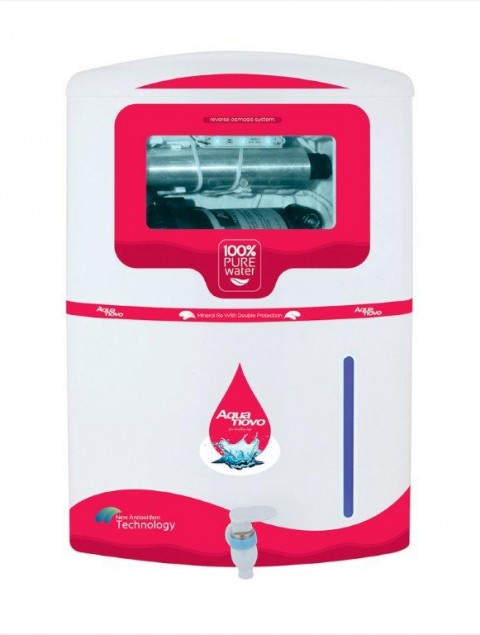 reverse osmosis system
100%
PURE
water
Aqua
novo
Mineral Ro With Double Protection
Aqua
novo
Aqua
novo
New Antioxidant
Technology